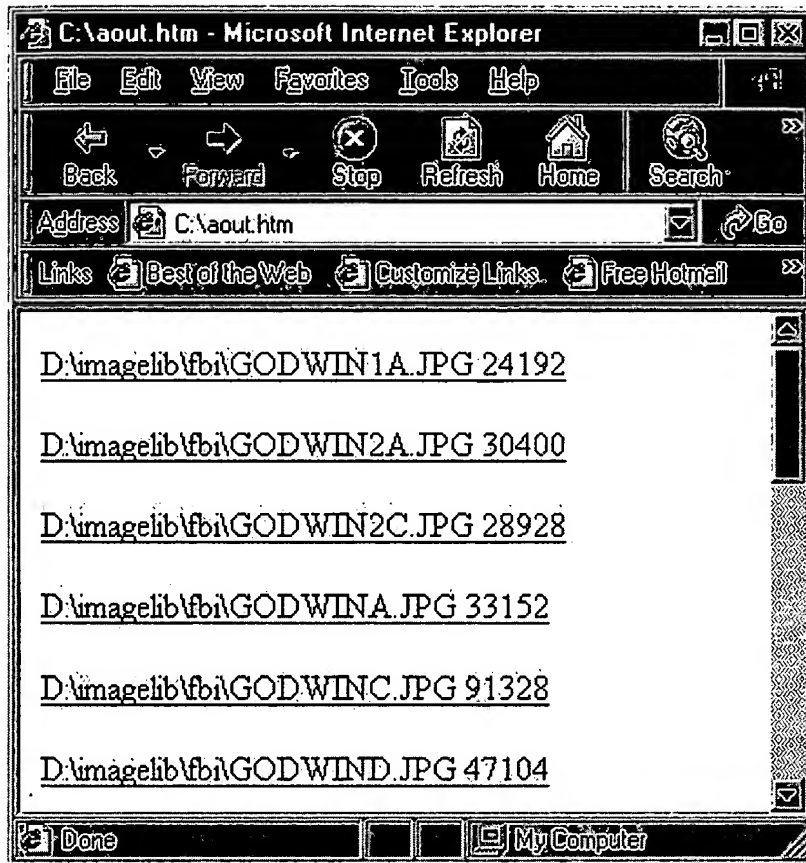 C:\aout.htm - Microsoft Internet Explorer
File Edit View Favorites Tools Help
Back Forward Stop Refresh Home Search
Address C:\aout.htm Go
Links Best of the Web Customize Links Free Hotmail
D:\imagelib\fbi\GODWIN1A.JPG 24192
D:\imagelib\fbi\GODWIN2A.JPG 30400
D:\imagelib\fbi\GODWIN2C.JPG 28928
D:\imagelib\fbi\GODWINA.JPG 33152
D:\imagelib\fbi\GODWINC.JPG 91328
D:\imagelib\fbi\GODWIND.JPG 47104
Done My Computer